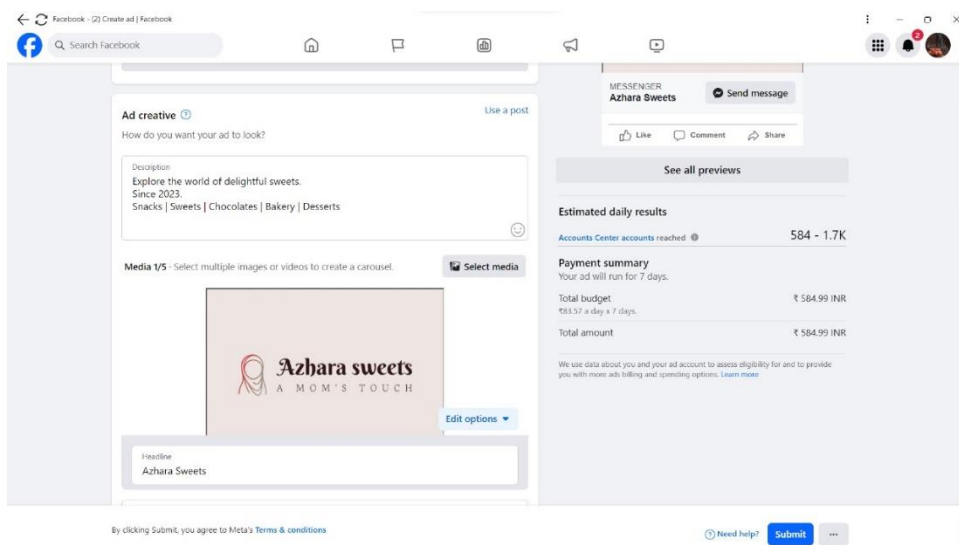 Facebook - (2) Create ad | Facebook
Search Facebook
2
Ad creative
Use a post
How do you want your ad to look?
Description
Explore the world of delightful sweets.
Since 2023.
Snacks | Sweets | Chocolates | Bakery | Desserts
Media 1/5 · Select multiple images or videos to create a carousel.
Select media
Azhara sweets
A MOM'S TOUCH
Edit options
Headline
Azhara Sweets
MESSENGER
Azhara Sweets
Send message
Like Comment Share
See all previews
Estimated daily results
Accounts Center accounts reached 584 - 1.7K
Payment summary
Your ad will run for 7 days.
Total budget ₹ 584.99 INR
₹83.57 a day x 7 days.
Total amount ₹ 584.99 INR
We use data about you and your ad account to assess eligibility for and to provide
you with more ads billing and spending options. Learn more
By clicking Submit, you agree to Meta's Terms & conditions
Need help? Submit ...